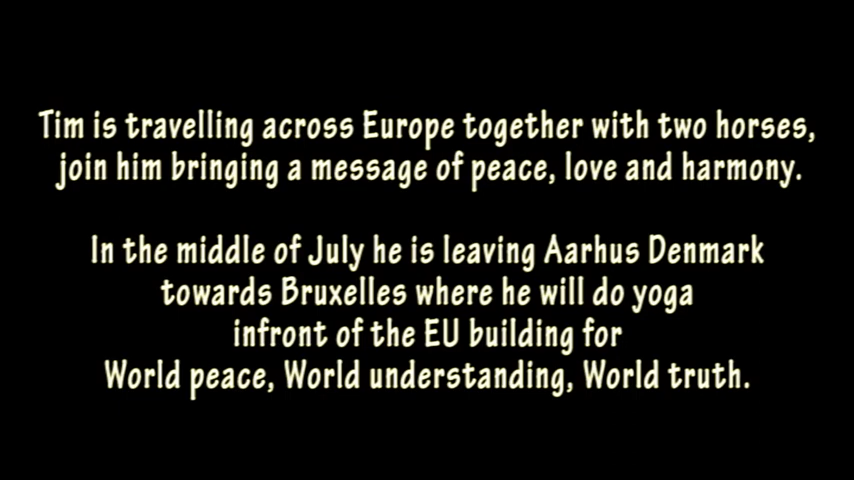 Tim is travelling across Europe together with two horses,
join him bringing a message of peace, love and harmony.
In the middle of July he is leaving Aarhus Denmark
towards Bruxelles where he will do yoga
infront of the EU building for
World peace, World understanding, World truth.